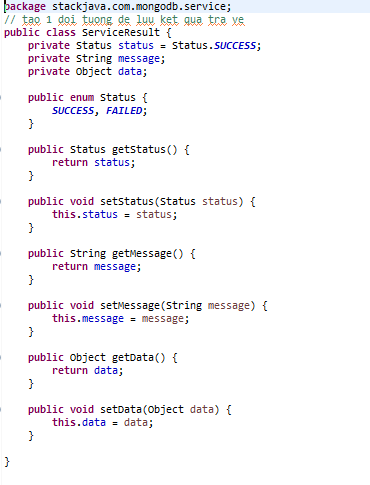 package stackjava.com.mongodb.service;
// tao 1 doi tuong de luu ket qua tra ve
public class ServiceResult {
    private Status status = Status.SUCCESS;
    private String message;
    private Object data;

    public enum Status {
        SUCCESS, FAILED;
    }

    public Status getStatus() {
        return status;
    }

    public void setStatus(Status status) {
        this.status = status;
    }

    public String getMessage() {
        return message;
    }

    public void setMessage(String message) {
        this.message = message;
    }

    public Object getData() {
        return data;
    }

    public void setData(Object data) {
        this.data = data;
    }

}